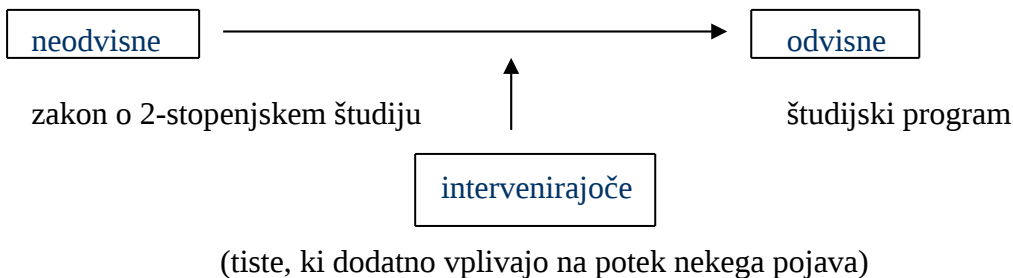 neodvisne odvisne
zakon o 2-stopenjskem študiju študijski program
intervenirajoče
(tiste, ki dodatno vplivajo na potek nekega pojava)